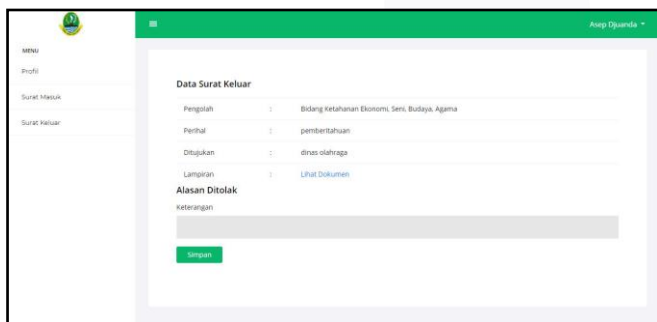 Asep Djuanda
MENU
Profil
Surat Masuk
Surat Keluar
Data Surat Keluar
Pengolah : Bidang Ketahanan Ekonomi, Seni, Budaya, Agama
Perihal : pemberitahuan
Ditujukan : dinas olahraga
Lampiran : Lihat Dokumen
Alasan Ditolak
Keterangan
Simpan